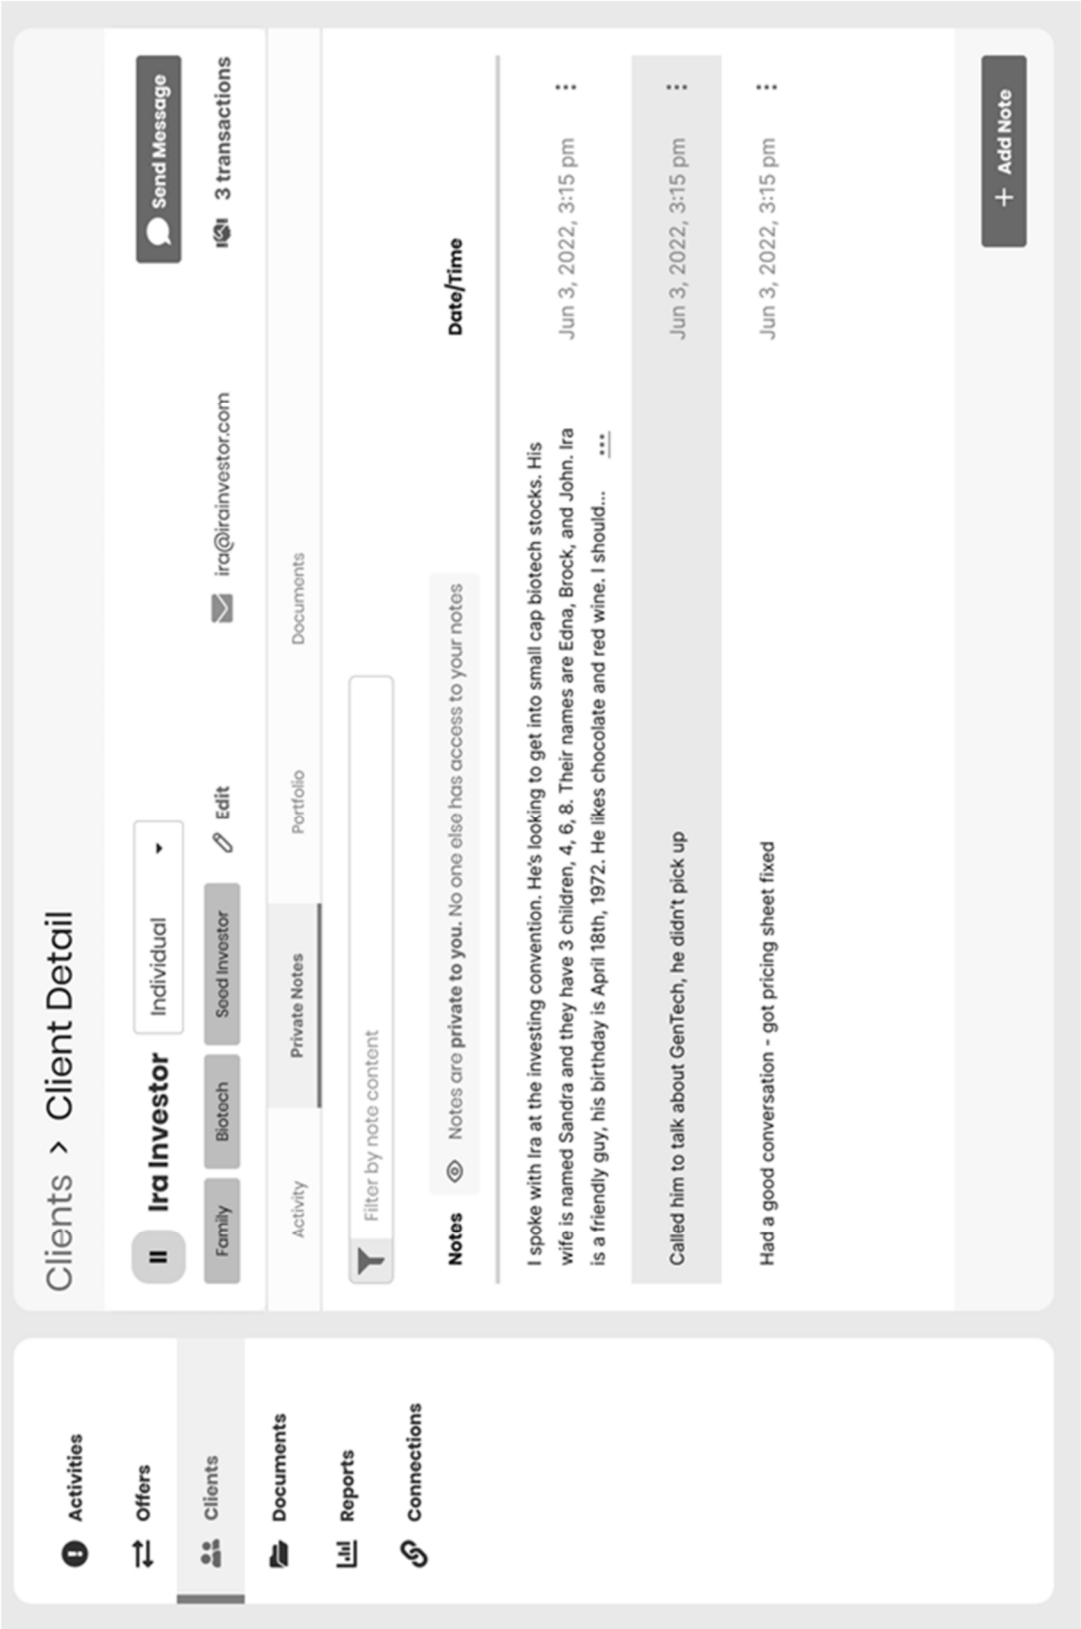 Activities
Offers
Clients
Documents
Reports
Connections
Clients > Client Detail
II
Ira Investor
Individual
Send Message
Family
Biotech
Seed Investor
Edit
ira@irainvestor.com
3 transactions
Activity
Private Notes
Portfolio
Documents
Filter by note content
Notes
Notes are private to you. No one else has access to your notes
Date/Time
I spoke with Ira at the investing convention. He's looking to get into small cap biotech stocks. His
wife is named Sandra and they have 3 children, 4, 6, 8. Their names are Edna, Brock, and John. Ira
is a friendly guy, his birthday is April 18th, 1972. He likes chocolate and red wine. I should... ...
Jun 3, 2022, 3:15 pm
Called him to talk about GenTech, he didn't pick up
Jun 3, 2022, 3:15 pm
Had a good conversation - got pricing sheet fixed
Jun 3, 2022, 3:15 pm
+ Add Note